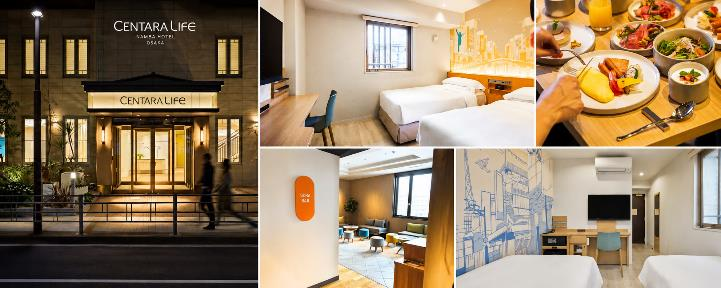 CENTARA LIFE
NAMBA HOTEL
OSAKA
CENTARA LIFE